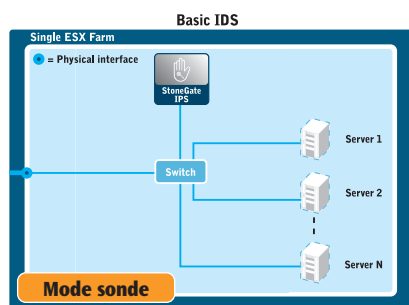 Basic IDS
Single ESX Farm
= Physical interface
StoneGate
IPS
Switch
Server 1
Server 2
Server N
Mode sonde